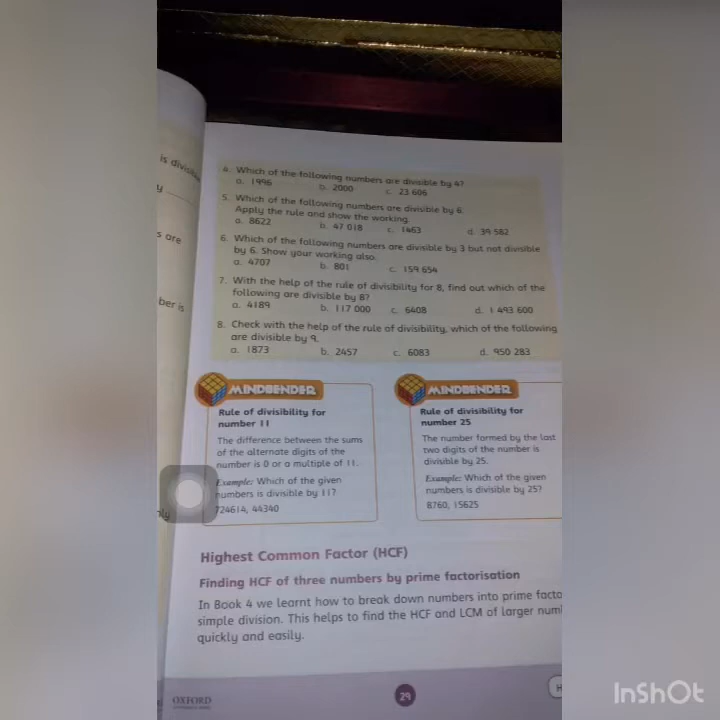 is divisible
y
s are
ber is
4. Which of the following numbers are divisible by 4?
a. 1996 b. 2000 c. 23 606
5. Which of the following numbers are divisible by 6.
Apply the rule and show the working.
a. 8622 b. 47 018 c. 1463 d. 39 582
6. Which of the following numbers are divisible by 3 but not divisible
by 6. Show your working also.
a. 4707 b. 801 c. 159 654
7. With the help of the rule of divisibility for 8, find out which of the
following are divisible by 8?
a. 4189 b. 117 000 c. 6408 d. 1 493 600
8. Check with the help of the rule of divisibility, which of the following
are divisible by 9.
a. 1873 b. 2457 c. 6083 d. 950 283
MINDBENDER
Rule of divisibility for
number 11
The difference between the sums
of the alternate digits of the
number is 0 or a multiple of 11.
Example: Which of the given
numbers is divisible by 11?
724614, 44340
MINDBENDER
Rule of divisibility for
number 25
The number formed by the last
two digits of the number is
divisible by 25.
Example: Which of the given
numbers is divisible by 25?
8760, 15625
Highest Common Factor (HCF)
Finding HCF of three numbers by prime factorisation
In Book 4 we learnt how to break down numbers into prime facto
simple division. This helps to find the HCF and LCM of larger num
quickly and easily.
OXFORD
29
H
InShOt